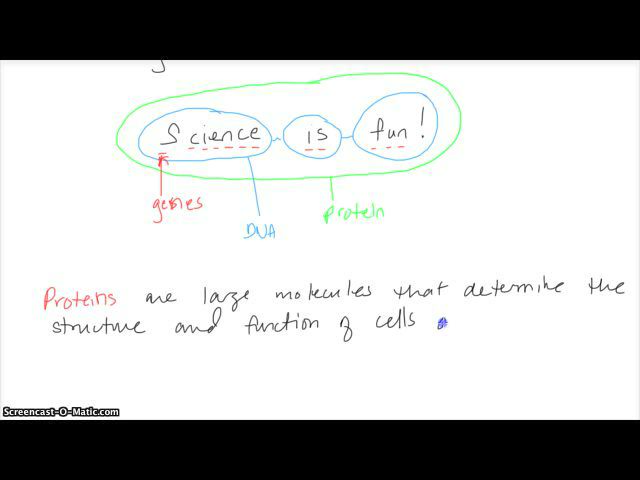 Science is fun!
genes
DNA
protein
Proteins are large molecules that determine the
structure and function of cells
Screencast-O-Matic.com